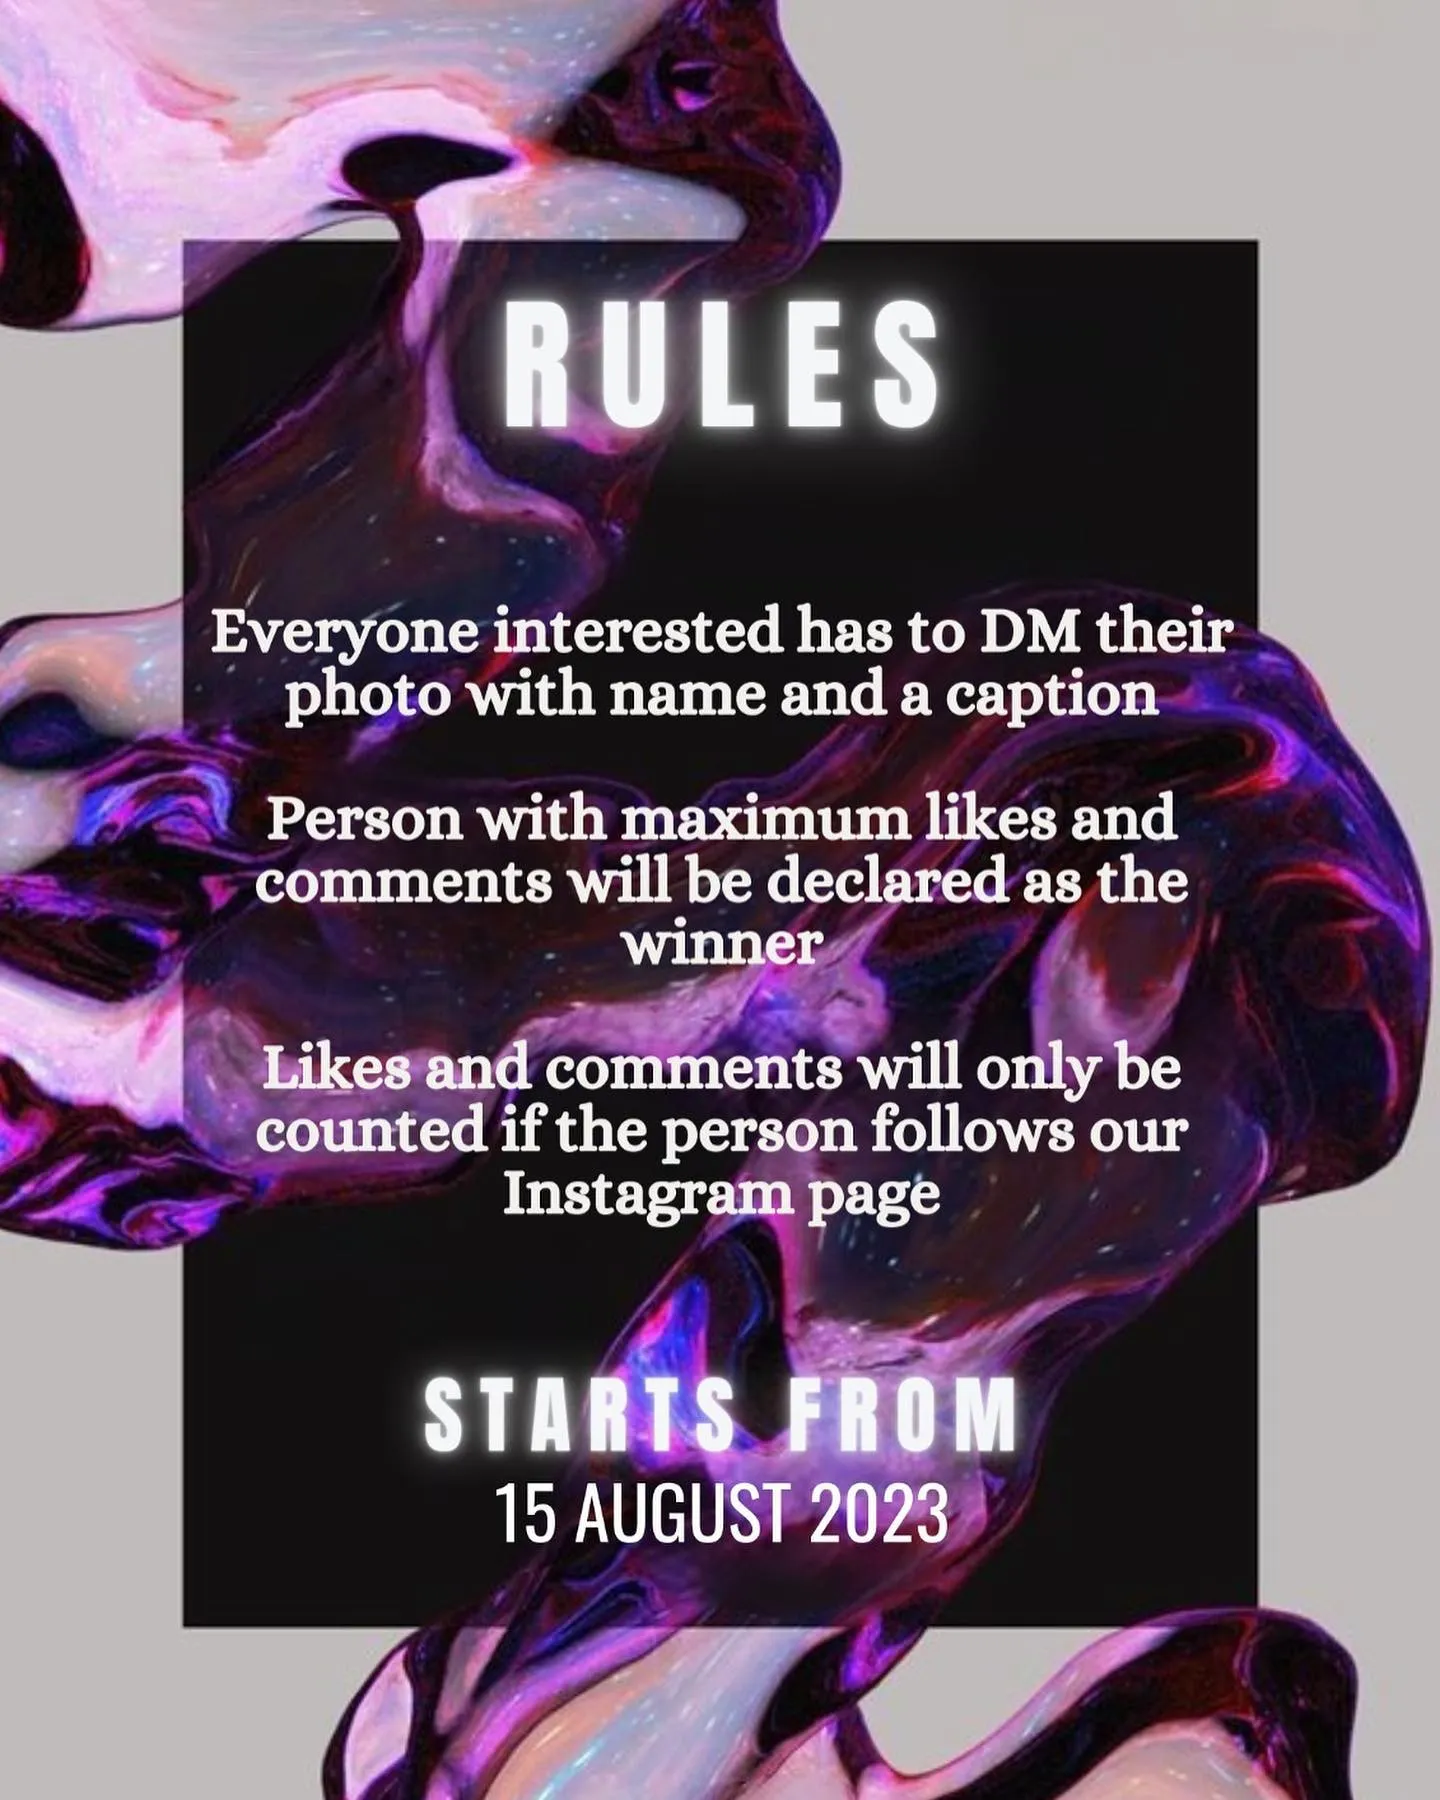 RULES
Everyone interested has to DM their
photo with name and a caption
Person with maximum likes and
comments will be declared as the
winner
Likes and comments will only be
counted if the person follows our
Instagram page
STARTS FROM
15 AUGUST 2023